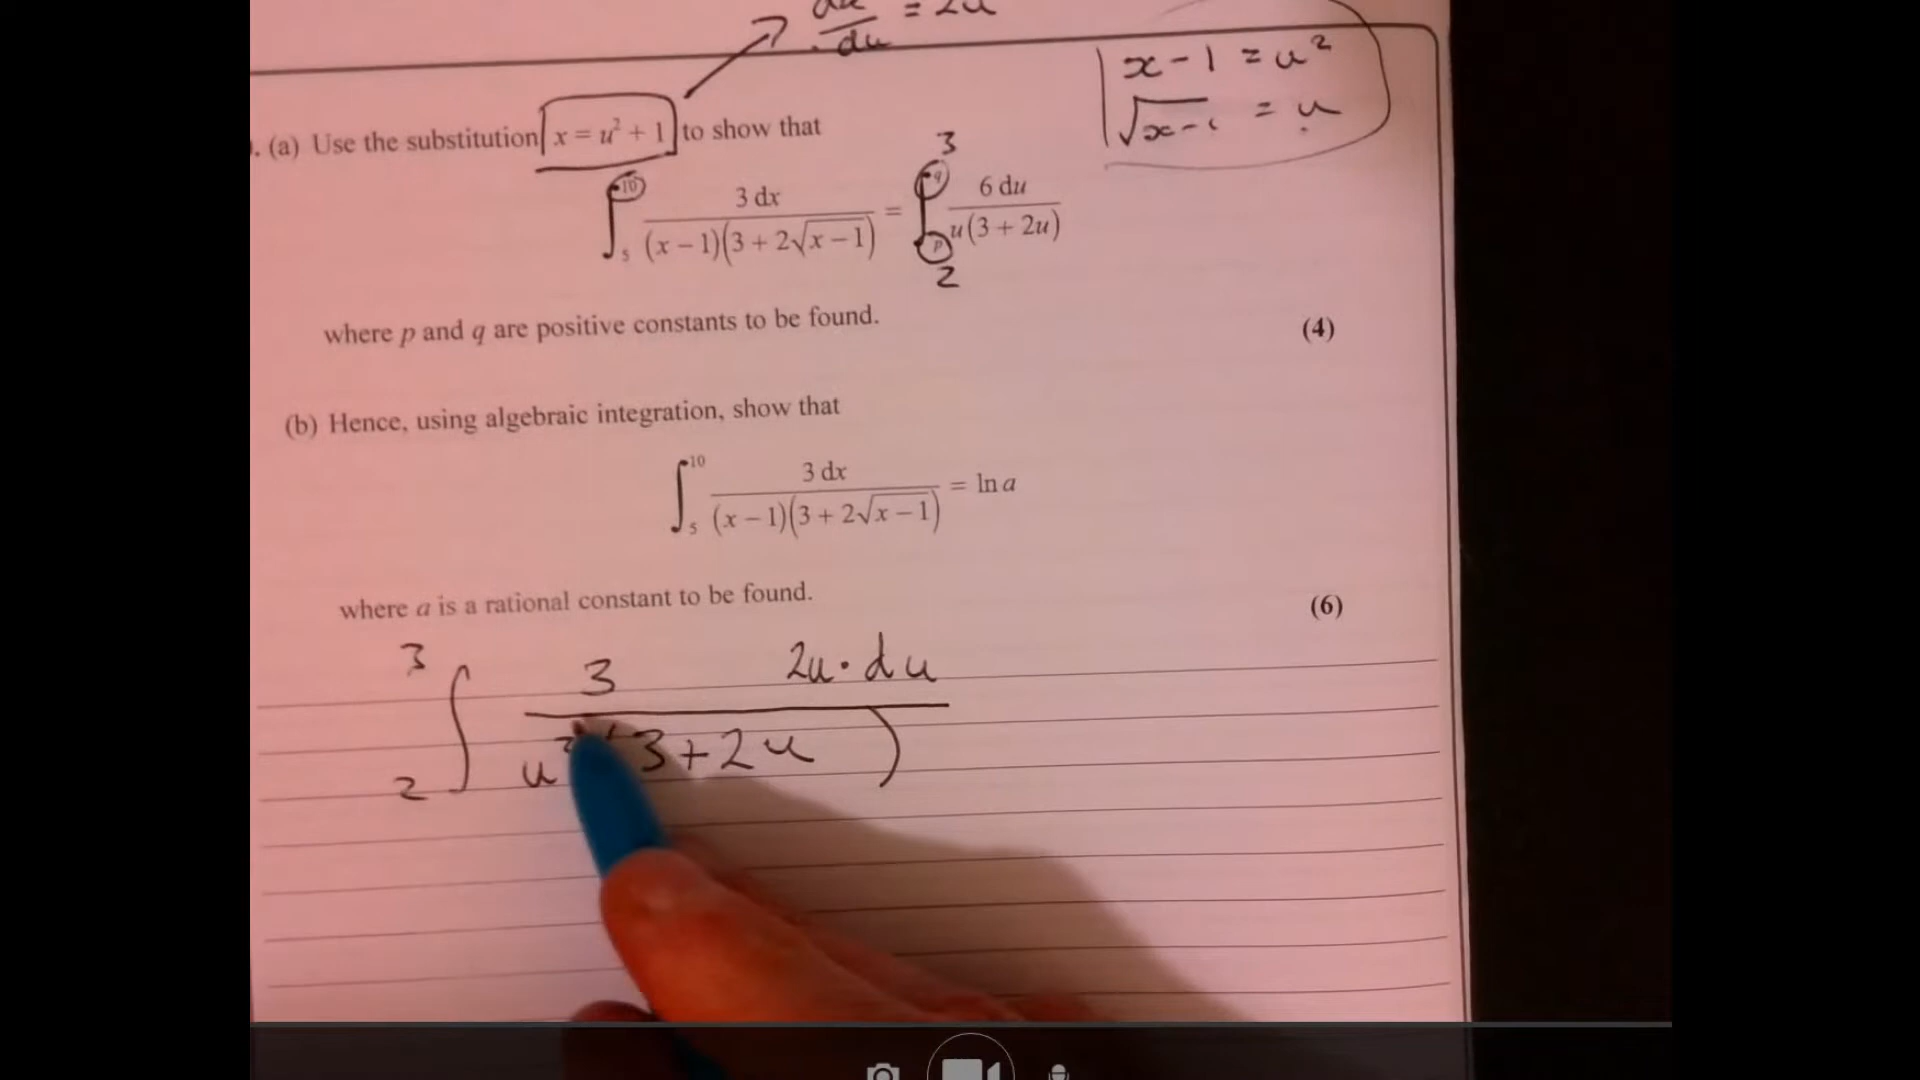 = 2u
du
x - 1 = u²
√x-1 = u
. (a) Use the substitution x = u² + 1 to show that
∫₅¹⁰ 3 dx / (x − 1)(3 + 2√x − 1) = ∫ₚ^q 6 du / u(3 + 2u)
3
2
where p and q are positive constants to be found.
(4)
(b) Hence, using algebraic integration, show that
∫₅¹⁰ 3 dx / (x − 1)(3 + 2√x − 1) = ln a
where a is a rational constant to be found.
(6)
3
∫ 3 2u · du
2
u 3+2u )